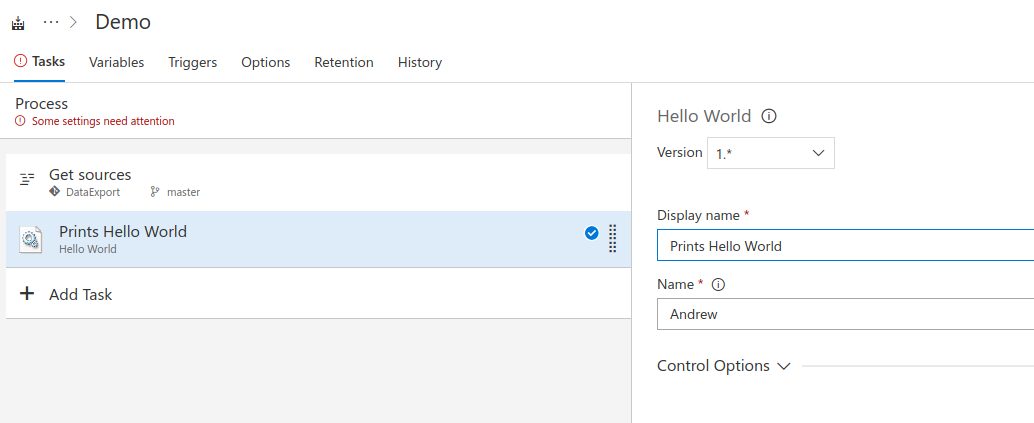 ··· > Demo
Tasks Variables Triggers Options Retention History
Process
Some settings need attention
Get sources
DataExport master
Prints Hello World
Hello World
+ Add Task
Hello World
Version 1.*
Display name *
Prints Hello World
Name *
Andrew
Control Options